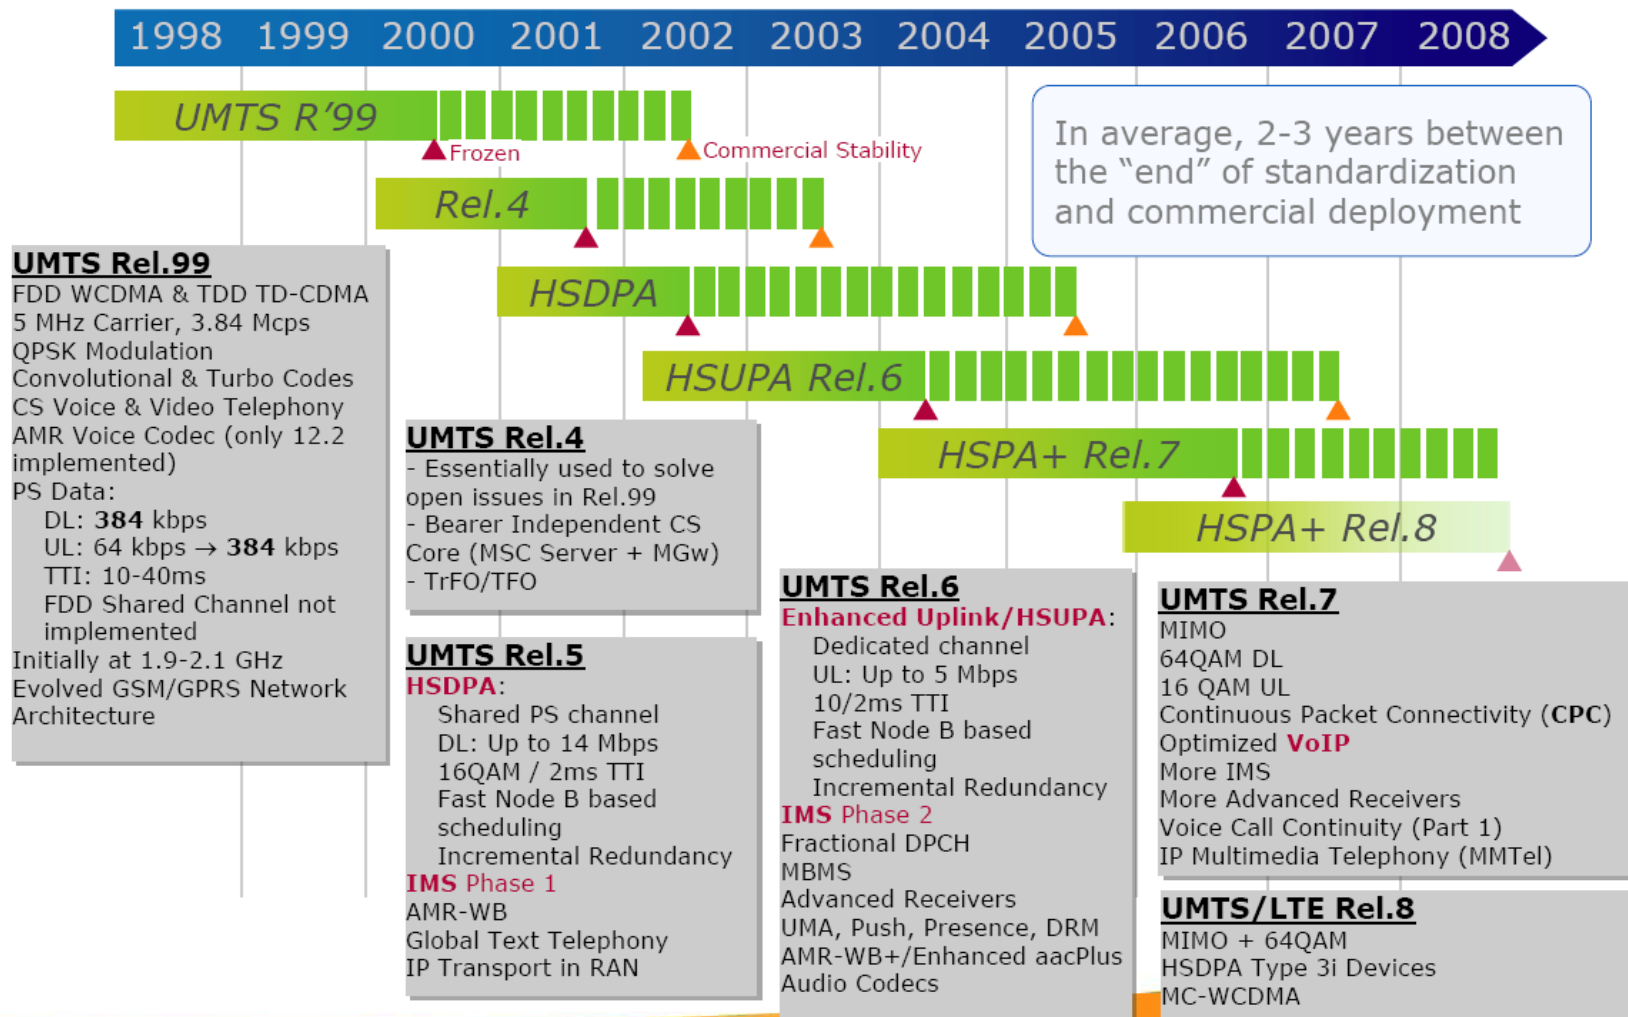 1998 1999 2000 2001 2002 2003 2004 2005 2006 2007 2008
UMTS R'99
Frozen
Commercial Stability
In average, 2-3 years between
the “end” of standardization
and commercial deployment
Rel.4
HSDPA
HSUPA Rel.6
HSPA+ Rel.7
HSPA+ Rel.8
UMTS Rel.99
FDD WCDMA & TDD TD-CDMA
5 MHz Carrier, 3.84 Mcps
QPSK Modulation
Convolutional & Turbo Codes
CS Voice & Video Telephony
AMR Voice Codec (only 12.2
implemented)
PS Data:
DL: 384 kbps
UL: 64 kbps → 384 kbps
TTI: 10-40ms
FDD Shared Channel not
implemented
Initially at 1.9-2.1 GHz
Evolved GSM/GPRS Network
Architecture
UMTS Rel.4
- Essentially used to solve
open issues in Rel.99
- Bearer Independent CS
Core (MSC Server + MGw)
- TrFO/TFO
UMTS Rel.5
HSDPA:
Shared PS channel
DL: Up to 14 Mbps
16QAM / 2ms TTI
Fast Node B based
scheduling
Incremental Redundancy
IMS Phase 1
AMR-WB
Global Text Telephony
IP Transport in RAN
UMTS Rel.6
Enhanced Uplink/HSUPA:
Dedicated channel
UL: Up to 5 Mbps
10/2ms TTI
Fast Node B based
scheduling
Incremental Redundancy
IMS Phase 2
Fractional DPCH
MBMS
Advanced Receivers
UMA, Push, Presence, DRM
AMR-WB+/Enhanced aacPlus
Audio Codecs
UMTS Rel.7
MIMO
64QAM DL
16 QAM UL
Continuous Packet Connectivity (CPC)
Optimized VoIP
More IMS
More Advanced Receivers
Voice Call Continuity (Part 1)
IP Multimedia Telephony (MMTel)
UMTS/LTE Rel.8
MIMO + 64QAM
HSDPA Type 3i Devices
MC-WCDMA